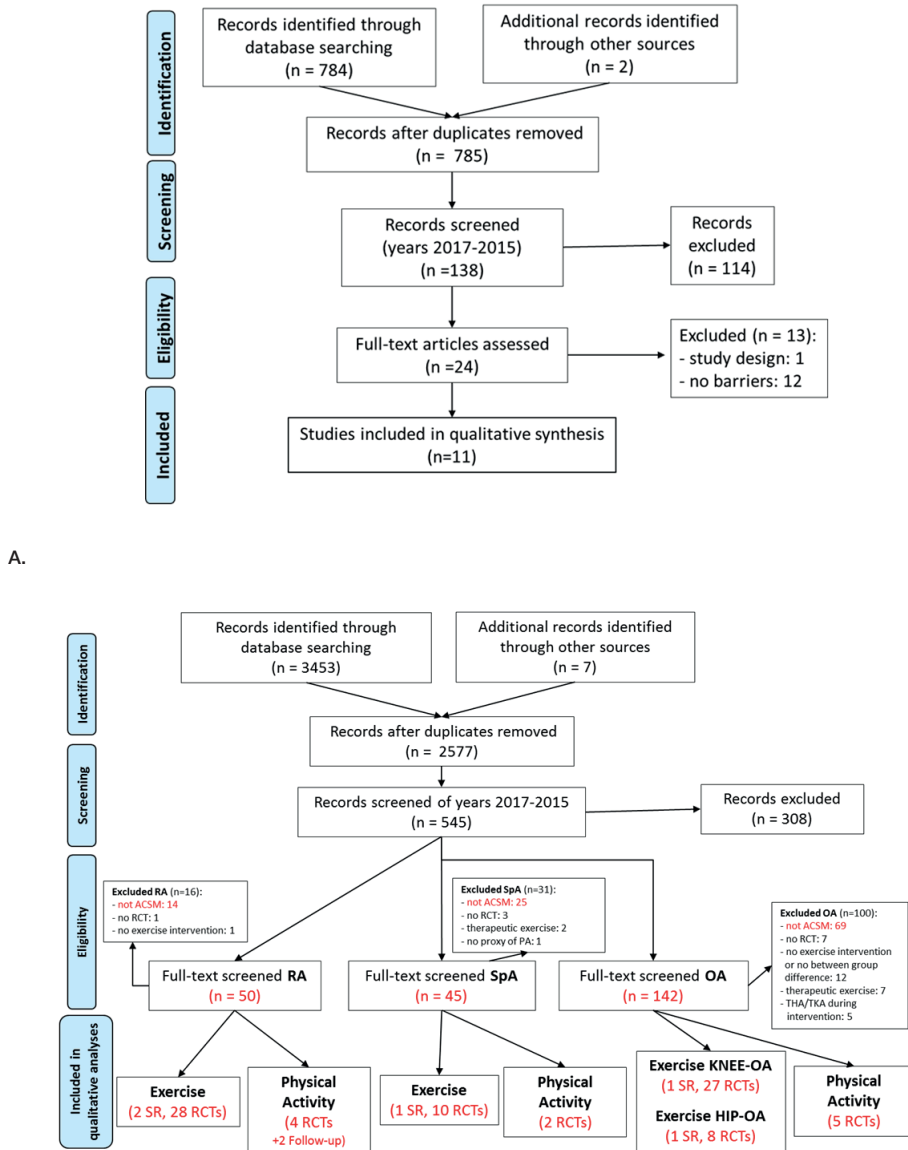 Records identified through
database searching
(n = 784)
Additional records identified
through other sources
(n = 2)
Identification
Records after duplicates removed
(n = 785)
Screening
Records screened
(years 2017-2015)
(n =138)
Records
excluded
(n = 114)
Eligibility
Full-text articles assessed
(n =24)
Excluded (n = 13):
- study design: 1
- no barriers: 12
Included
Studies included in qualitative synthesis
(n=11)
A.
Records identified through
database searching
(n = 3453)
Additional records identified
through other sources
(n = 7)
Identification
Records after duplicates removed
(n = 2577)
Screening
Records screened of years 2017-2015
(n = 545)
Records excluded
(n = 308)
Eligibility
Excluded RA (n=16):
- not ACSM: 14
- no RCT: 1
- no exercise intervention: 1
Excluded SpA (n=31):
- not ACSM: 25
- no RCT: 3
- therapeutic exercise: 2
- no proxy of PA: 1
Excluded OA (n=100):
- not ACSM: 69
- no RCT: 7
- no exercise intervention
or no between group
difference: 12
- therapeutic exercise: 7
- THA/TKA during
intervention: 5
Full-text screened RA
(n = 50)
Full-text screened SpA
(n = 45)
Full-text screened OA
(n = 142)
Included in
qualitative analyses
Exercise
(2 SR, 28 RCTs)
Physical
Activity
(4 RCTs
+2 Follow-up)
Exercise
(1 SR, 10 RCTs)
Physical
Activity
(2 RCTs)
Exercise KNEE-OA
(1 SR, 27 RCTs)
Exercise HIP-OA
(1 SR, 8 RCTs)
Physical
Activity
(5 RCTs)